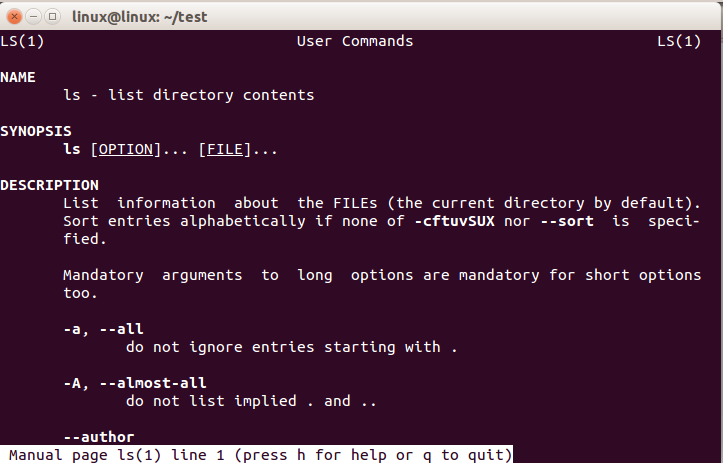 linux@linux: ~/test
LS(1) User Commands LS(1)
NAME
ls - list directory contents
SYNOPSIS
ls [OPTION]... [FILE]...
DESCRIPTION
List information about the FILEs (the current directory by default).
Sort entries alphabetically if none of -cftuvSUX nor --sort is speci-
fied.
Mandatory arguments to long options are mandatory for short options
too.
-a, --all
do not ignore entries starting with .
-A, --almost-all
do not list implied . and ..
--author
Manual page ls(1) line 1 (press h for help or q to quit)